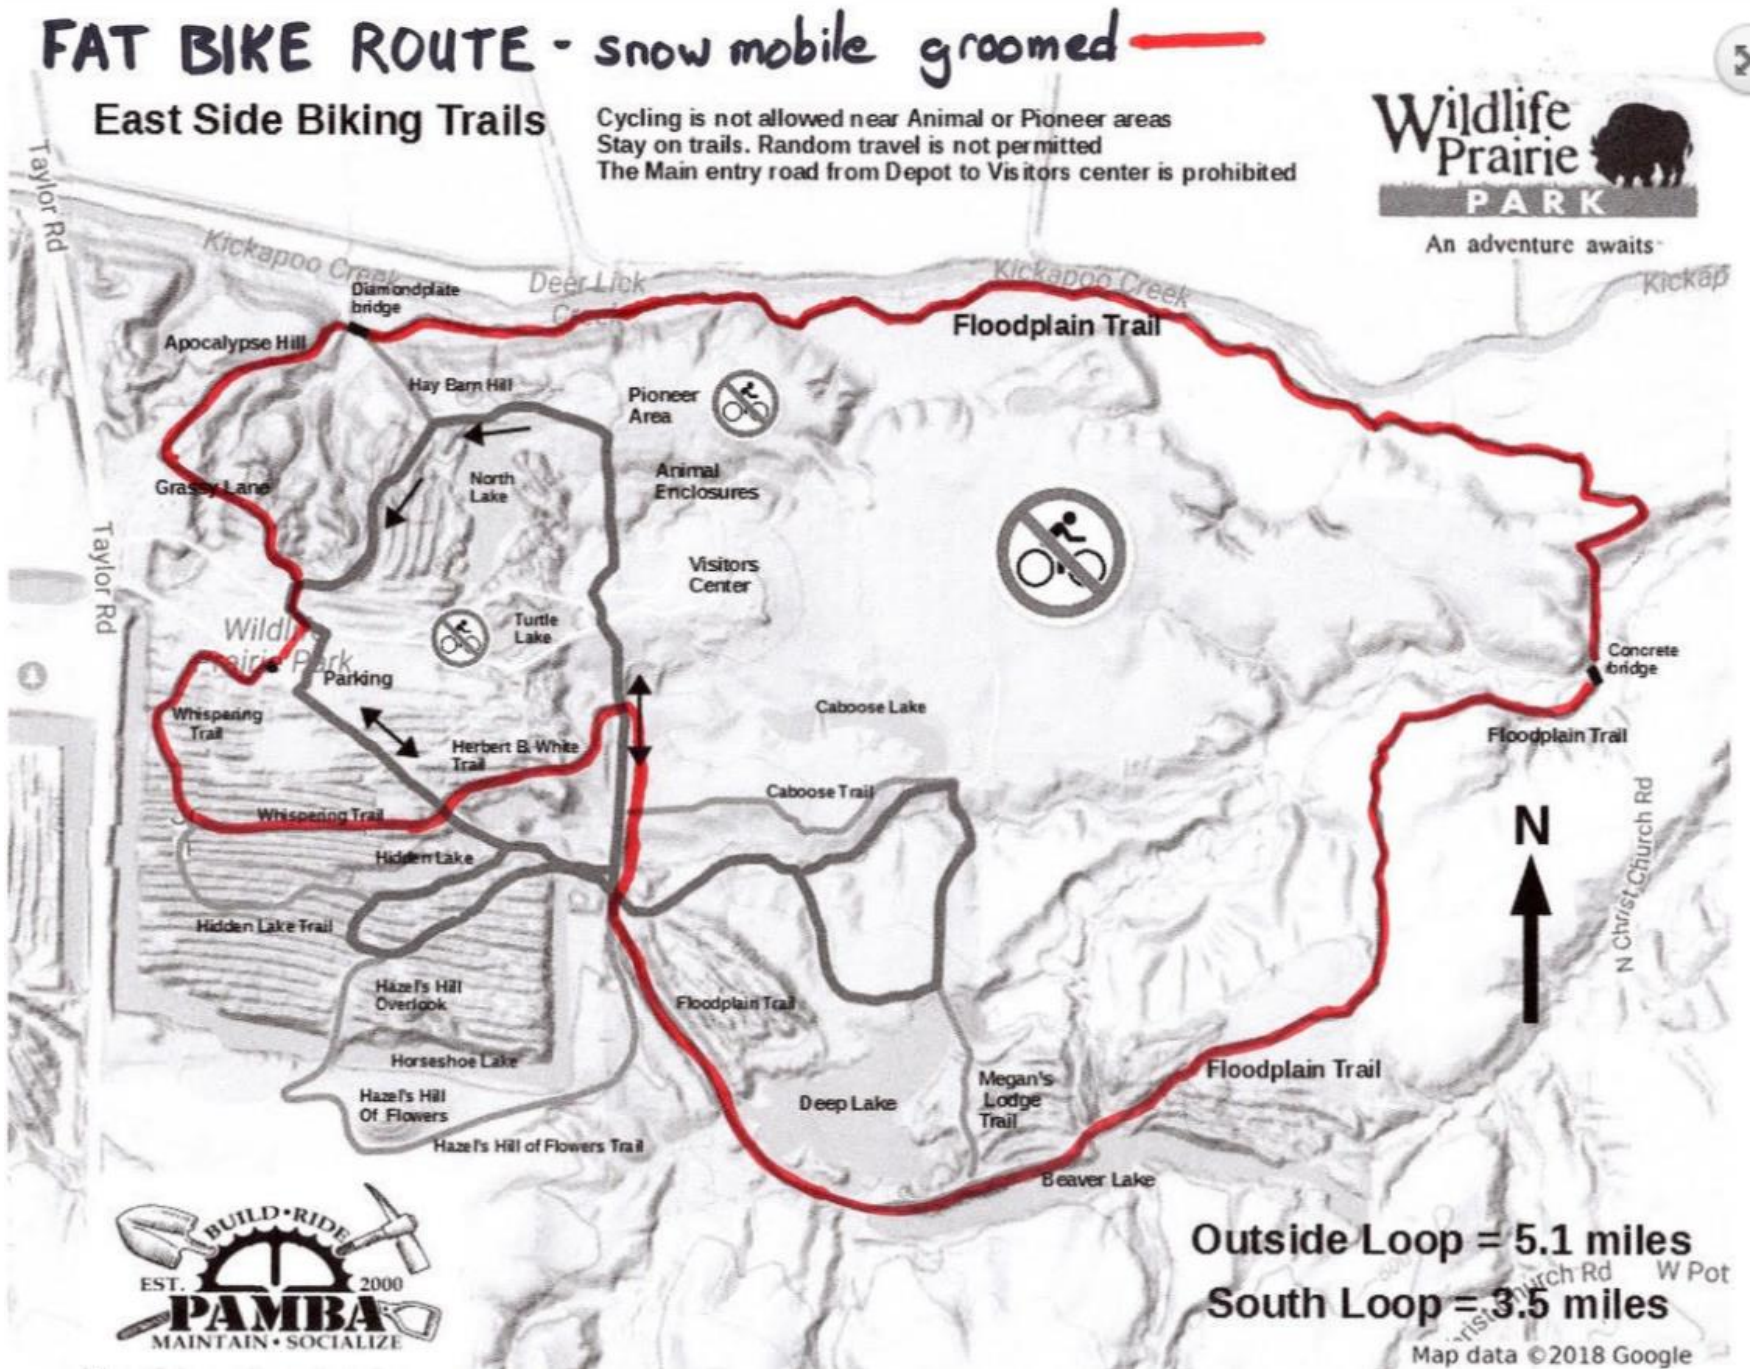 FAT BIKE ROUTE - snow mobile groomed
East Side Biking Trails
Cycling is not allowed near Animal or Pioneer areas
Stay on trails. Random travel is not permitted
The Main entry road from Depot to Visitors center is prohibited
Wildlife
Prairie
PARK
An adventure awaits
Taylor Rd
Kickapoo Creek
Deer Lick
Creek
Kickapoo Creek
Kickap
Diamondplate
bridge
Apocalypse Hill
Floodplain Trail
Hay Barn Hill
Pioneer
Area
Grassy Lane
North
Lake
Animal
Enclosures
Taylor Rd
Visitors
Center
Turtle
Lake
Wildlife
Prairie Park
Parking
Concrete
bridge
Whispering
Trail
Caboose Lake
Floodplain Trail
Herbert B. White
Trail
Caboose Trail
Whispering Trail
N
Hidden Lake
N Christ Church Rd
Hidden Lake Trail
Hazel's Hill
Overlook
Floodplain Trail
Horseshoe Lake
Floodplain Trail
Megan's
Lodge
Trail
Hazel's Hill
Of Flowers
Deep Lake
Hazel's Hill of Flowers Trail
Beaver Lake
BUILD•RIDE
EST. 2000
PAMBA
MAINTAIN • SOCIALIZE
Outside Loop = 5.1 miles
W Pot
South Loop = 3.5 miles
Map data ©2018 Google